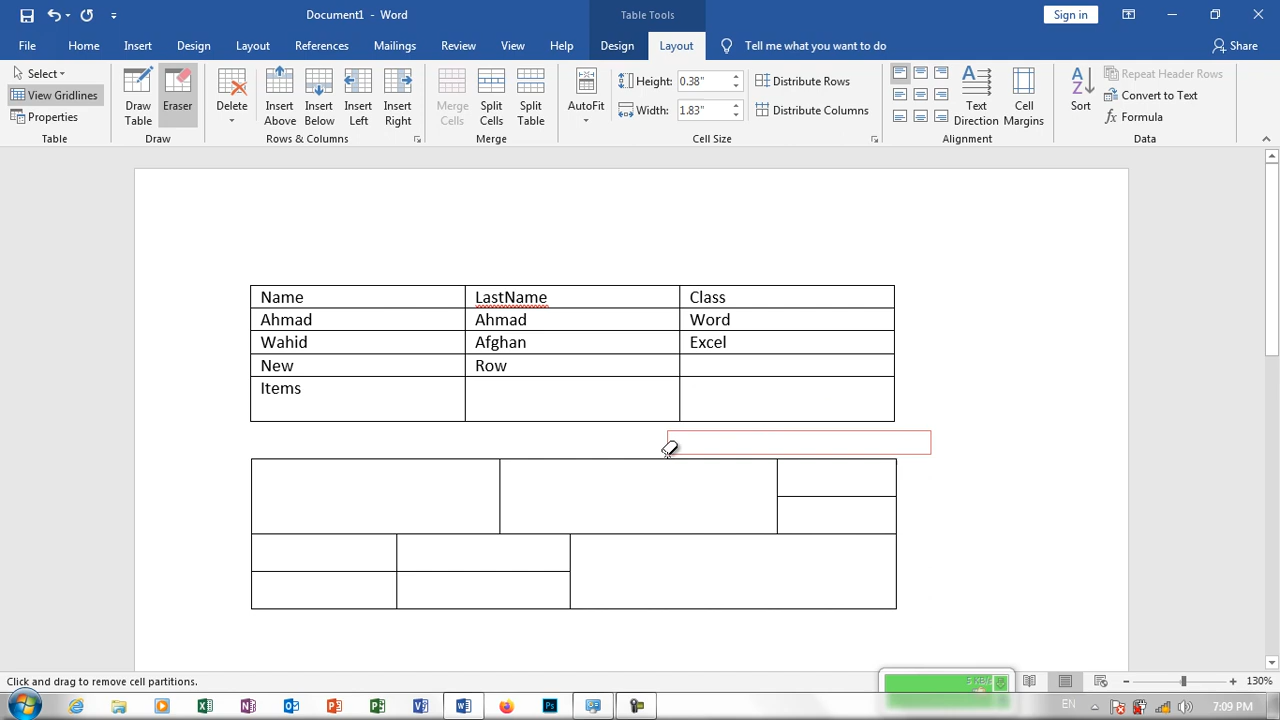 Document1 - Word
Table Tools
Sign in
File Home Insert Design Layout References Mailings Review View Help Design Layout Tell me what you want to do Share
Select
View Gridlines
Properties
Table
Draw Table
Eraser
Draw
Delete
Insert Above
Insert Below
Insert Left
Insert Right
Rows & Columns
Merge Cells
Split Cells
Split Table
Merge
AutoFit
Height: 0.38"
Width: 1.83"
Distribute Rows
Distribute Columns
Cell Size
Text Direction
Cell Margins
Alignment
Sort
Repeat Header Rows
Convert to Text
Formula
Data
Name LastName Class
Ahmad Ahmad Word
Wahid Afghan Excel
New Row
Items
Click and drag to remove cell partitions.
130%
EN
7:09 PM